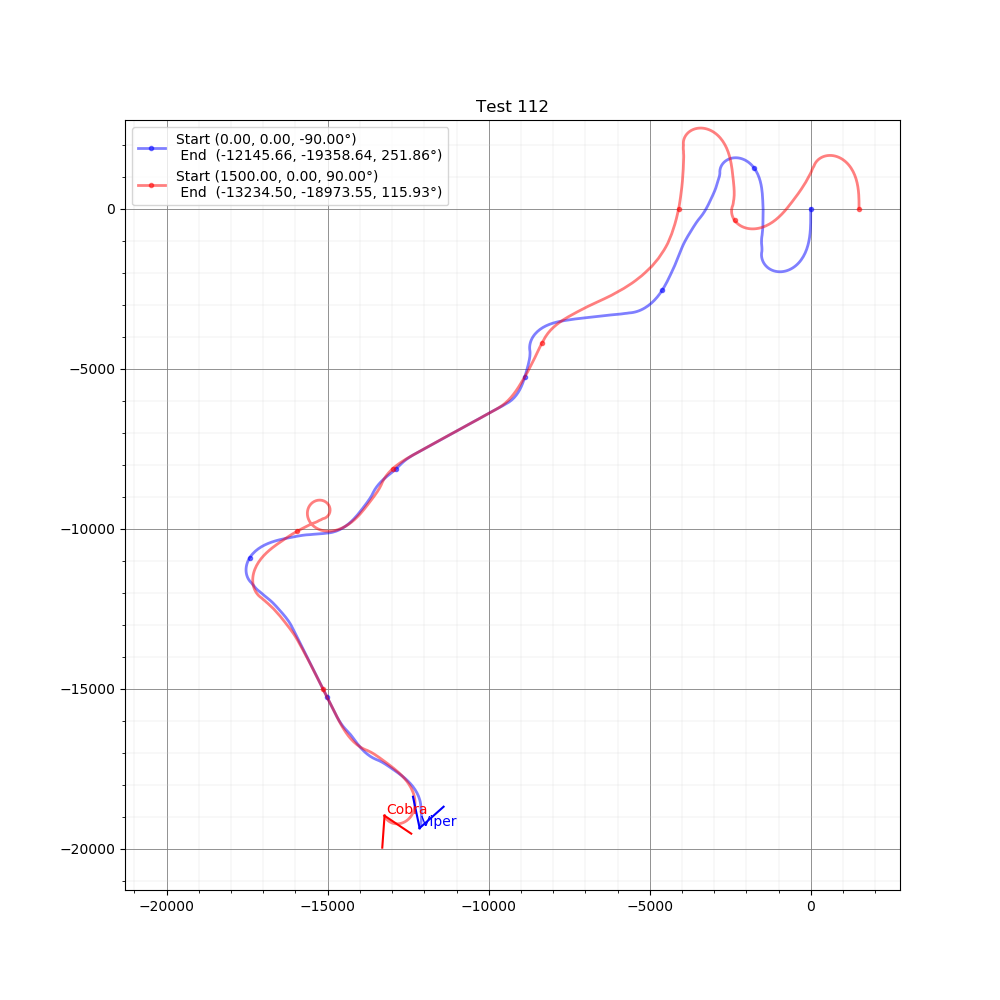 Test 112
Start (0.00, 0.00, -90.00°)
End (-12145.66, -19358.64, 251.86°)
Start (1500.00, 0.00, 90.00°)
End (-13234.50, -18973.55, 115.93°)
0
−5000
−10000
−15000
−20000
Cobra
Viper
−20000 −15000 −10000 −5000 0